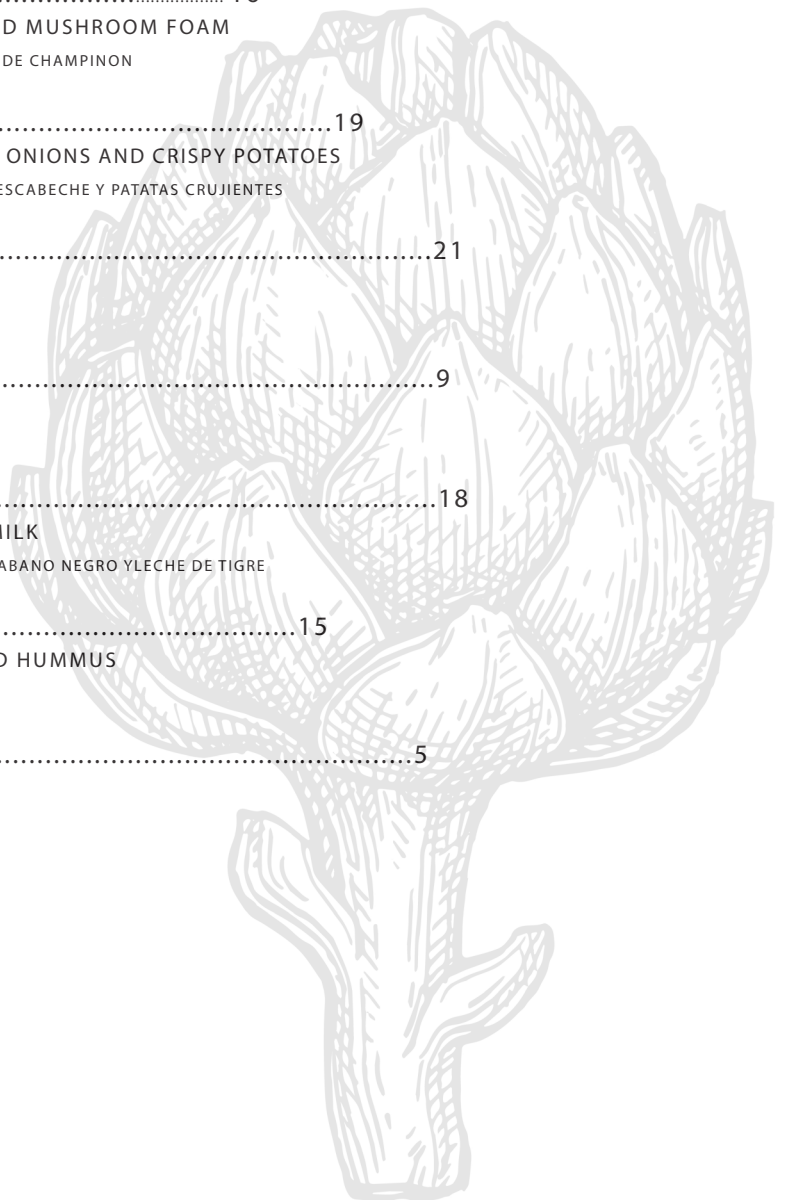 D MUSHROOM FOAM
DE CHAMPINON
...................................19
ONIONS AND CRISPY POTATOES
ESCABECHE Y PATATAS CRUJIENTES
.............................................21
.............................................9
.............................................18
MILK
ABANO NEGRO YLECHE DE TIGRE
...............................15
D HUMMUS
...........................................5